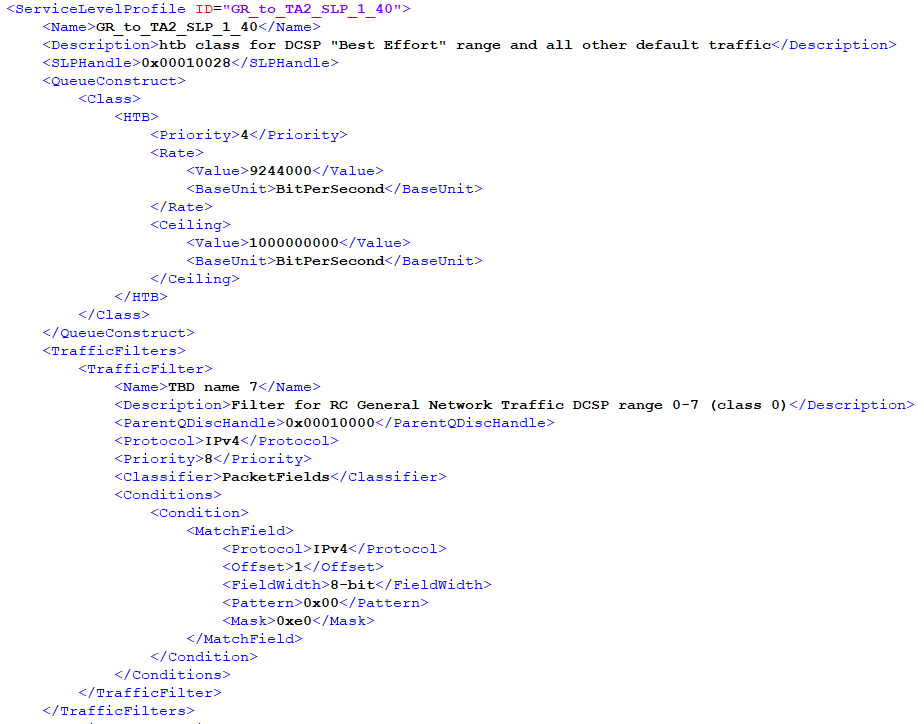 <ServiceLevelProfile ID="GR_to_TA2_SLP_1_40">
<Name>GR_to_TA2_SLP_1_40</Name>
<Description>htb class for DCSP "Best Effort" range and all other default traffic</Description>
<SLPHandle>0x00010028</SLPHandle>
<QueueConstruct>
<Class>
<HTB>
<Priority>4</Priority>
<Rate>
<Value>9244000</Value>
<BaseUnit>BitPerSecond</BaseUnit>
</Rate>
<Ceiling>
<Value>1000000000</Value>
<BaseUnit>BitPerSecond</BaseUnit>
</Ceiling>
</HTB>
</Class>
</QueueConstruct>
<TrafficFilters>
<TrafficFilter>
<Name>TBD name 7</Name>
<Description>Filter for RC General Network Traffic DCSP range 0-7 (class 0)</Description>
<ParentQDiscHandle>0x00010000</ParentQDiscHandle>
<Protocol>IPv4</Protocol>
<Priority>8</Priority>
<Classifier>PacketFields</Classifier>
<Conditions>
<Condition>
<MatchField>
<Protocol>IPv4</Protocol>
<Offset>1</Offset>
<FieldWidth>8-bit</FieldWidth>
<Pattern>0x00</Pattern>
<Mask>0xe0</Mask>
</MatchField>
</Condition>
</Conditions>
</TrafficFilter>
</TrafficFilters>